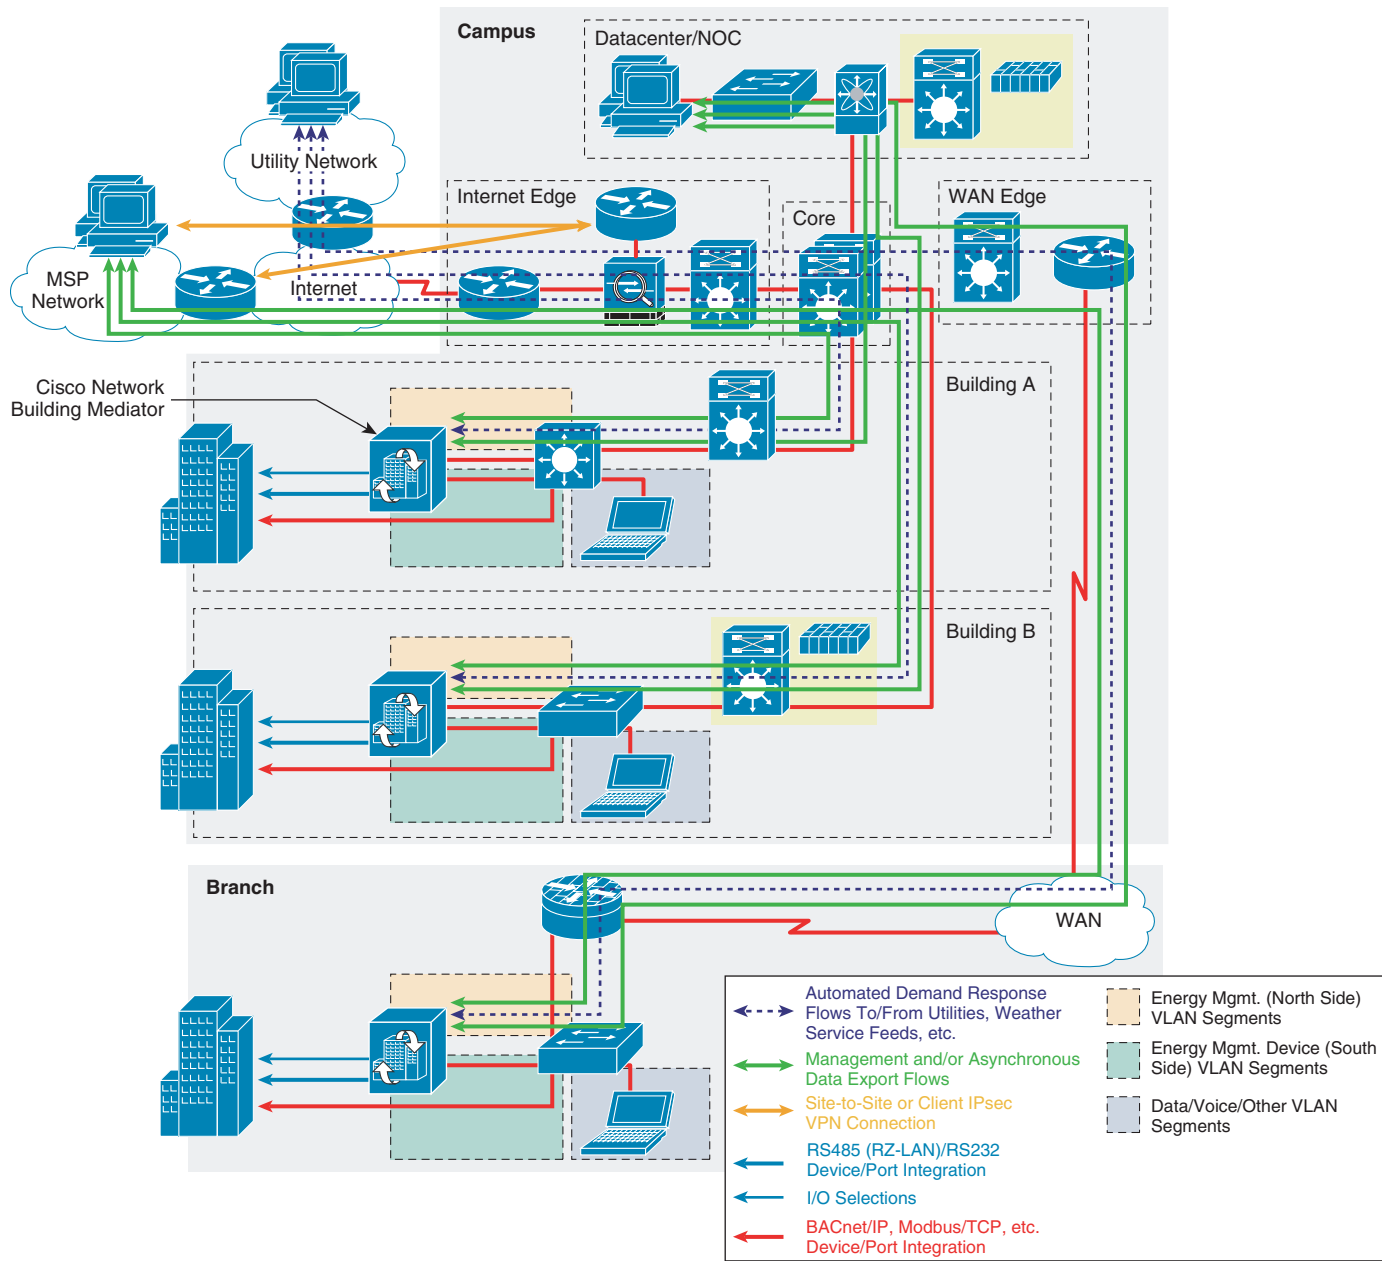 Campus
Datacenter/NOC
Utility Network
Internet Edge
WAN Edge
Core
MSP
Network
Internet
Cisco Network
Building Mediator
Building A
Building B
Branch
WAN
Automated Demand Response
Flows To/From Utilities, Weather
Service Feeds, etc.
Management and/or Asynchronous
Data Export Flows
Site-to-Site or Client IPsec
VPN Connection
RS485 (RZ-LAN)/RS232
Device/Port Integration
I/O Selections
BACnet/IP, Modbus/TCP, etc.
Device/Port Integration
Energy Mgmt. (North Side)
VLAN Segments
Energy Mgmt. Device (South
Side) VLAN Segments
Data/Voice/Other VLAN
Segments